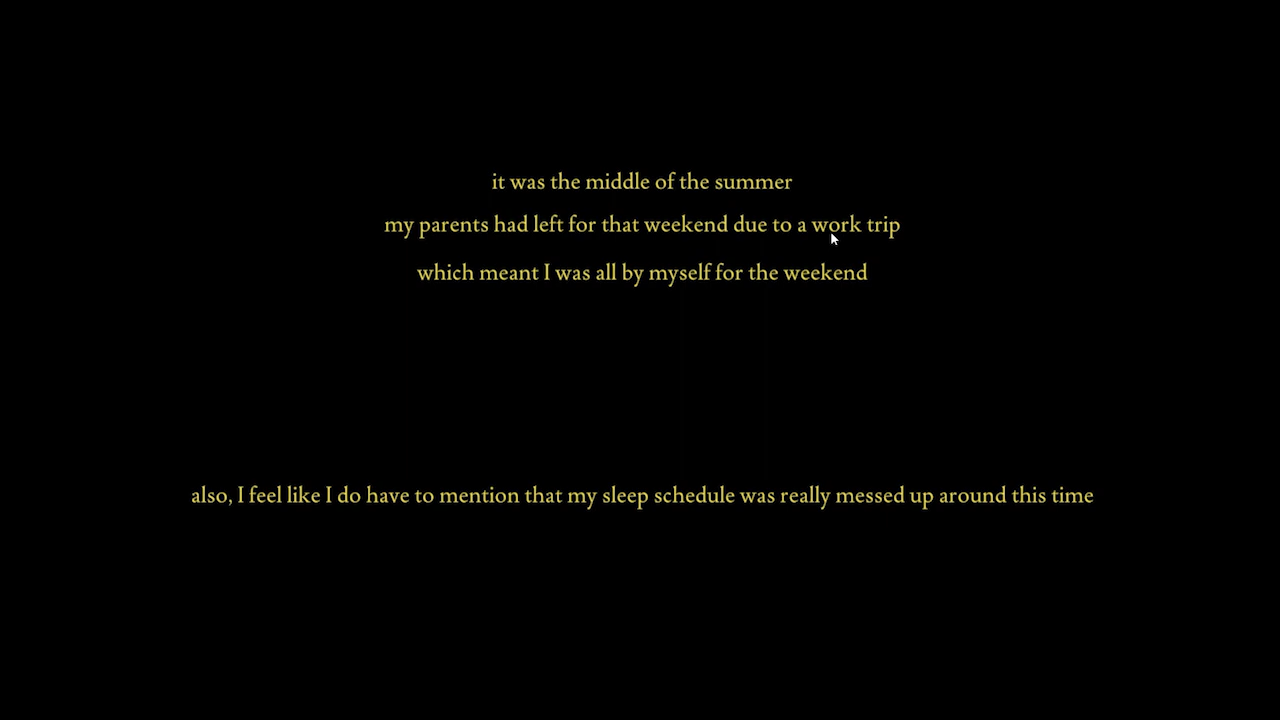 it was the middle of the summer
my parents had left for that weekend due to a work trip
which meant I was all by myself for the weekend
also, I feel like I do have to mention that my sleep schedule was really messed up around this time